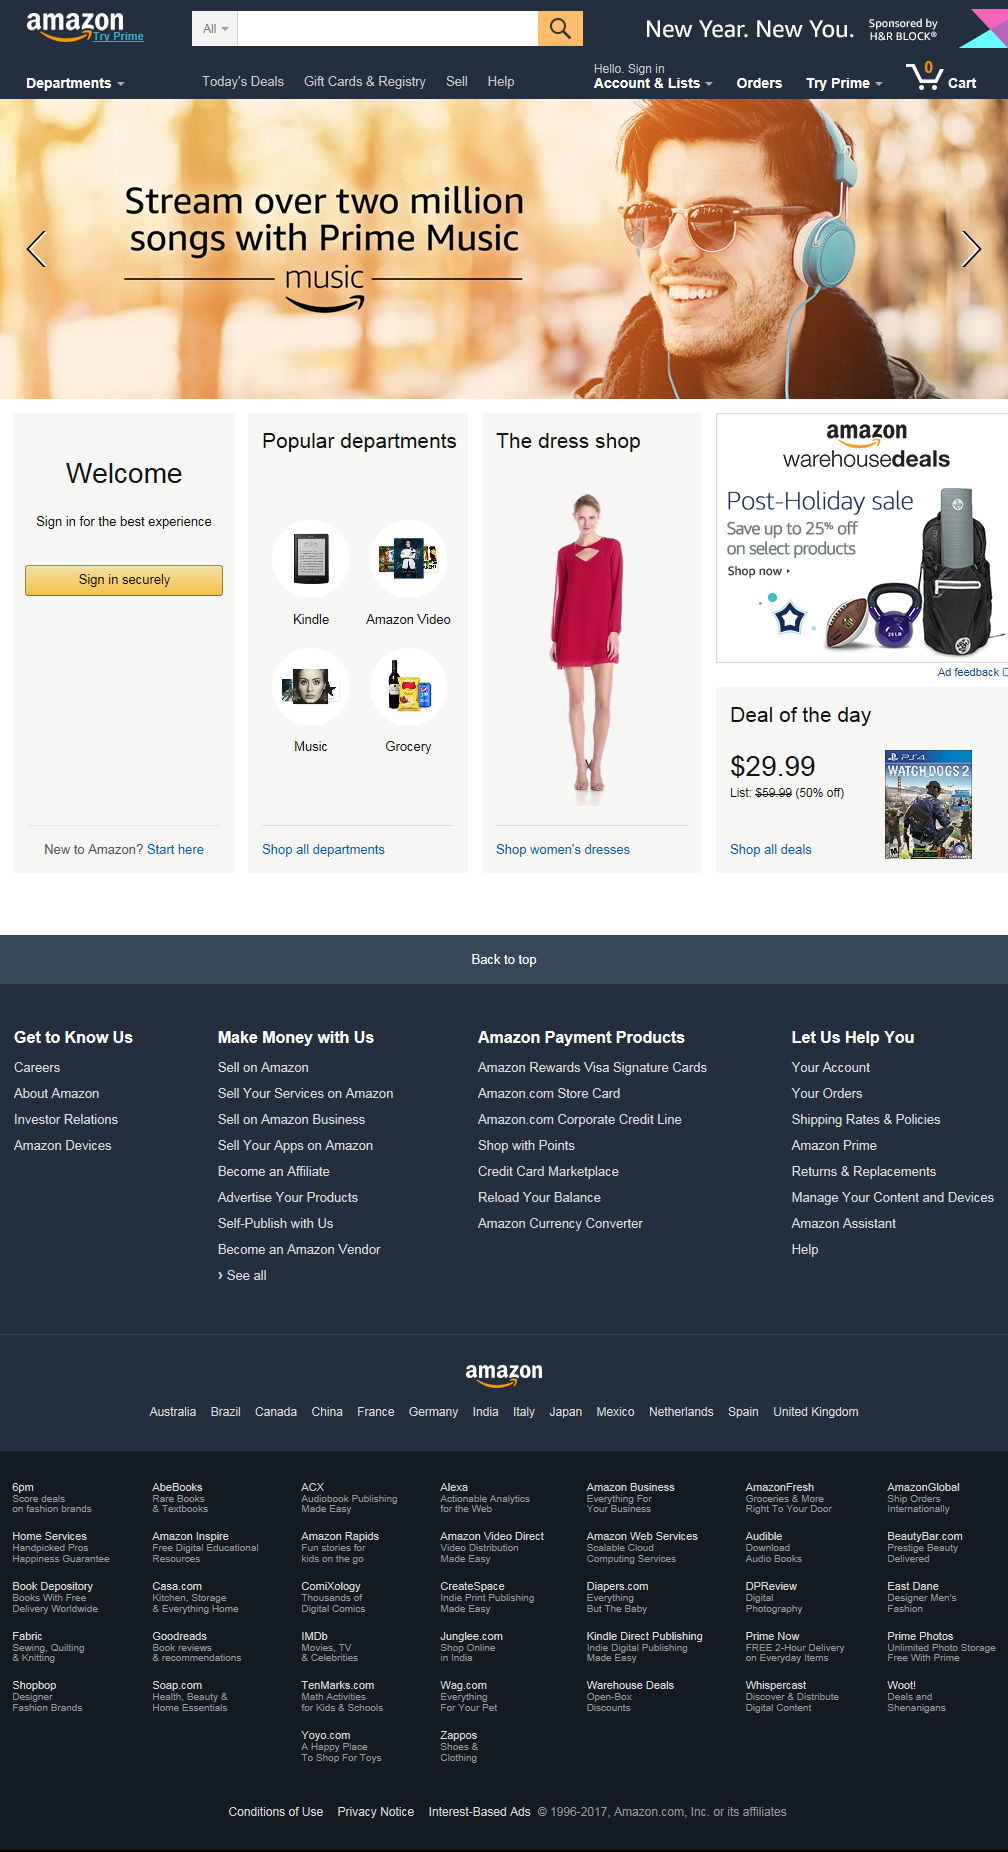 amazon
Try Prime
All
New Year. New You.
Sponsored by
H&R BLOCK®
Departments
Today's Deals
Gift Cards & Registry
Sell
Help
Hello. Sign in
Account & Lists
Orders
Try Prime
0
Cart
Stream over two million
songs with Prime Music
music
Welcome
Sign in for the best experience
Sign in securely
New to Amazon? Start here
Popular departments
Kindle
Amazon Video
Music
Grocery
Shop all departments
The dress shop
Shop women's dresses
amazon
warehousedeals
Post-Holiday sale
Save up to 25% off
on select products
Shop now
20 LB
Ad feedback
Deal of the day
$29.99
List: $59.99 (50% off)
PS4
WATCH DOGS 2
Shop all deals
Back to top
Get to Know Us
Careers
About Amazon
Investor Relations
Amazon Devices
Make Money with Us
Sell on Amazon
Sell Your Services on Amazon
Sell on Amazon Business
Sell Your Apps on Amazon
Become an Affiliate
Advertise Your Products
Self-Publish with Us
Become an Amazon Vendor
› See all
Amazon Payment Products
Amazon Rewards Visa Signature Cards
Amazon.com Store Card
Amazon.com Corporate Credit Line
Shop with Points
Credit Card Marketplace
Reload Your Balance
Amazon Currency Converter
Let Us Help You
Your Account
Your Orders
Shipping Rates & Policies
Amazon Prime
Returns & Replacements
Manage Your Content and Devices
Amazon Assistant
Help
amazon
Australia Brazil Canada China France Germany India Italy Japan Mexico Netherlands Spain United Kingdom
6pm
Score deals
on fashion brands
AbeBooks
Rare Books
& Textbooks
ACX
Audiobook Publishing
Made Easy
Alexa
Actionable Analytics
for the Web
Amazon Business
Everything For
Your Business
AmazonFresh
Groceries & More
Right To Your Door
AmazonGlobal
Ship Orders
Internationally
Home Services
Handpicked Pros
Happiness Guarantee
Amazon Inspire
Free Digital Educational
Resources
Amazon Rapids
Fun stories for
kids on the go
Amazon Video Direct
Video Distribution
Made Easy
Amazon Web Services
Scalable Cloud
Computing Services
Audible
Download
Audio Books
BeautyBar.com
Prestige Beauty
Delivered
Book Depository
Books With Free
Delivery Worldwide
Casa.com
Kitchen, Storage
& Everything Home
ComiXology
Thousands of
Digital Comics
CreateSpace
Indie Print Publishing
Made Easy
Diapers.com
Everything
But The Baby
DPReview
Digital
Photography
East Dane
Designer Men's
Fashion
Fabric
Sewing, Quilting
& Knitting
Goodreads
Book reviews
& recommendations
IMDb
Movies, TV
& Celebrities
Junglee.com
Shop Online
in India
Kindle Direct Publishing
Indie Digital Publishing
Made Easy
Prime Now
FREE 2-Hour Delivery
on Everyday Items
Prime Photos
Unlimited Photo Storage
Free With Prime
Shopbop
Designer
Fashion Brands
Soap.com
Health, Beauty &
Home Essentials
TenMarks.com
Math Activities
for Kids & Schools
Wag.com
Everything
For Your Pet
Warehouse Deals
Open-Box
Discounts
Whispercast
Discover & Distribute
Digital Content
Woot!
Deals and
Shenanigans
Yoyo.com
A Happy Place
To Shop For Toys
Zappos
Shoes &
Clothing
Conditions of Use Privacy Notice Interest-Based Ads © 1996-2017, Amazon.com, Inc. or its affiliates